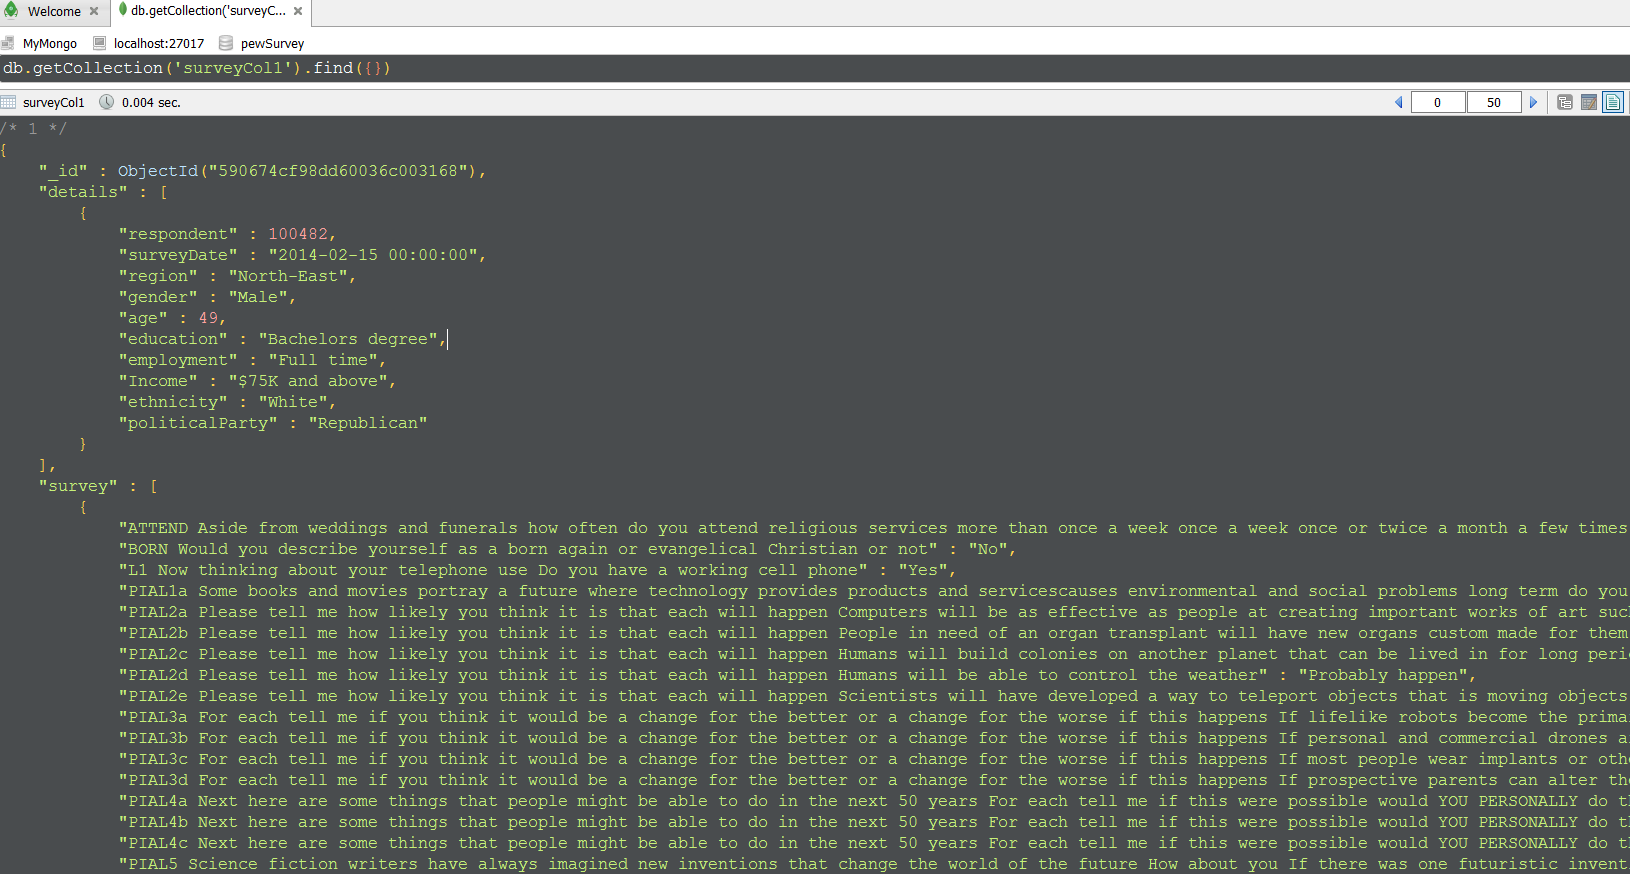 Welcome
db.getCollection('surveyC...
MyMongo localhost:27017 pewSurvey
db.getCollection('surveyCol1').find({})
surveyCol1 0.004 sec. 0 50
/* 1 */
{
"_id" : ObjectId("590674cf98dd60036c003168"),
"details" : [
{
"respondent" : 100482,
"surveyDate" : "2014-02-15 00:00:00",
"region" : "North-East",
"gender" : "Male",
"age" : 49,
"education" : "Bachelors degree",
"employment" : "Full time",
"Income" : "$75K and above",
"ethnicity" : "White",
"politicalParty" : "Republican"
}
],
"survey" : [
{
"ATTEND Aside from weddings and funerals how often do you attend religious services more than once a week once a week once or twice a month a few times
"BORN Would you describe yourself as a born again or evangelical Christian or not" : "No",
"L1 Now thinking about your telephone use Do you have a working cell phone" : "Yes",
"PIAL1a Some books and movies portray a future where technology provides products and servicescauses environmental and social problems long term do you
"PIAL2a Please tell me how likely you think it is that each will happen Computers will be as effective as people at creating important works of art suc
"PIAL2b Please tell me how likely you think it is that each will happen People in need of an organ transplant will have new organs custom made for them
"PIAL2c Please tell me how likely you think it is that each will happen Humans will build colonies on another planet that can be lived in for long peri
"PIAL2d Please tell me how likely you think it is that each will happen Humans will be able to control the weather" : "Probably happen",
"PIAL2e Please tell me how likely you think it is that each will happen Scientists will have developed a way to teleport objects that is moving objects
"PIAL3a For each tell me if you think it would be a change for the better or a change for the worse if this happens If lifelike robots become the prima
"PIAL3b For each tell me if you think it would be a change for the better or a change for the worse if this happens If personal and commercial drones a
"PIAL3c For each tell me if you think it would be a change for the better or a change for the worse if this happens If most people wear implants or oth
"PIAL3d For each tell me if you think it would be a change for the better or a change for the worse if this happens If prospective parents can alter th
"PIAL4a Next here are some things that people might be able to do in the next 50 years For each tell me if this were possible would YOU PERSONALLY do t
"PIAL4b Next here are some things that people might be able to do in the next 50 years For each tell me if this were possible would YOU PERSONALLY do t
"PIAL4c Next here are some things that people might be able to do in the next 50 years For each tell me if this were possible would YOU PERSONALLY do t
"PIAL5 Science fiction writers have always imagined new inventions that change the world of the future How about you If there was one futuristic invent